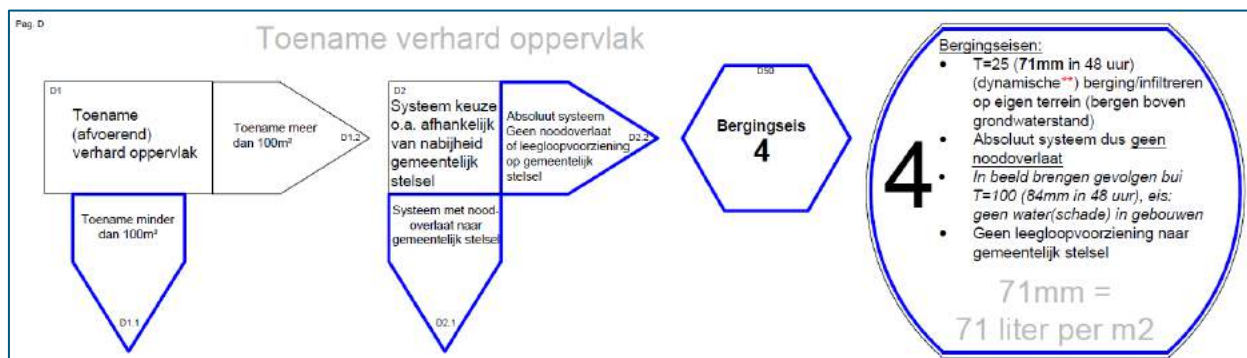 Pag. D
Toename verhard oppervlak
D1
Toename
(afvoerend)
verhard oppervlak
Toename meer
dan 100m²
D1.2
Toename minder
dan 100m²
D1.1
D2
Systeem keuze
o.a. afhankelijk
van nabijheid
gemeentelijk
stelsel
Absoluut systeem
Geen noodoverlaat
of leegloopvoorziening
op gemeentelijk
stelsel
D2.2
Systeem met nood-
overlaat naar
gemeentelijk stelsel
D2.1
D50
Bergingseis
4
4
Bergingseisen:
• T=25 (71mm in 48 uur)
(dynamische**) berging/infiltreren
op eigen terrein (bergen boven
grondwaterstand)
• Absoluut systeem dus geen
noodoverlaat
• In beeld brengen gevolgen bui
T=100 (84mm in 48 uur), eis:
geen water(schade) in gebouwen
• Geen leegloopvoorziening naar
gemeentelijk stelsel
71mm =
71 liter per m2